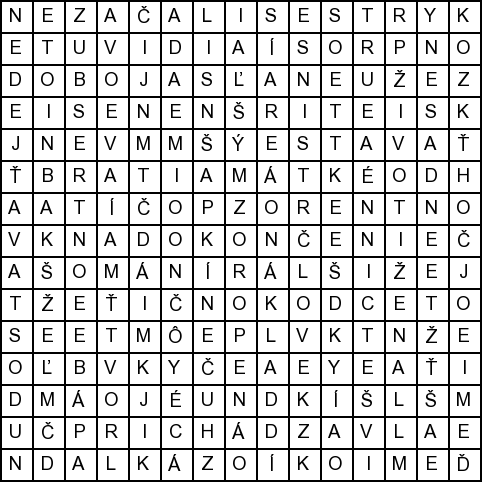 N E Z A Č A L I S E S T R Y K
E T U V I D I A Í S O R P N O
D O B O J A S Ľ A N E U Ž E Z
E I S E N E N Š R I T E I S K
J N E V M M Š Ý E S T A V A Ť
Ť B R A T I A M Á T K É O D H
A A T Í Č O P Z O R E N T N O
V K N A D O K O N Č E N I E Č
A Š O M Á N Í R Á L Š I Ž E J
T Ž E Ť I Č N O K O D C E T O
S E E T M Ô E P L V K T N Ž E
O Ľ B V K Y Č E A E Y E A Ť I
D M Á O J É U N D K Í Š L Š M
U Č P R I C H Á D Z A V L A E
N D A L K Á Z O Í K O I M E Ď